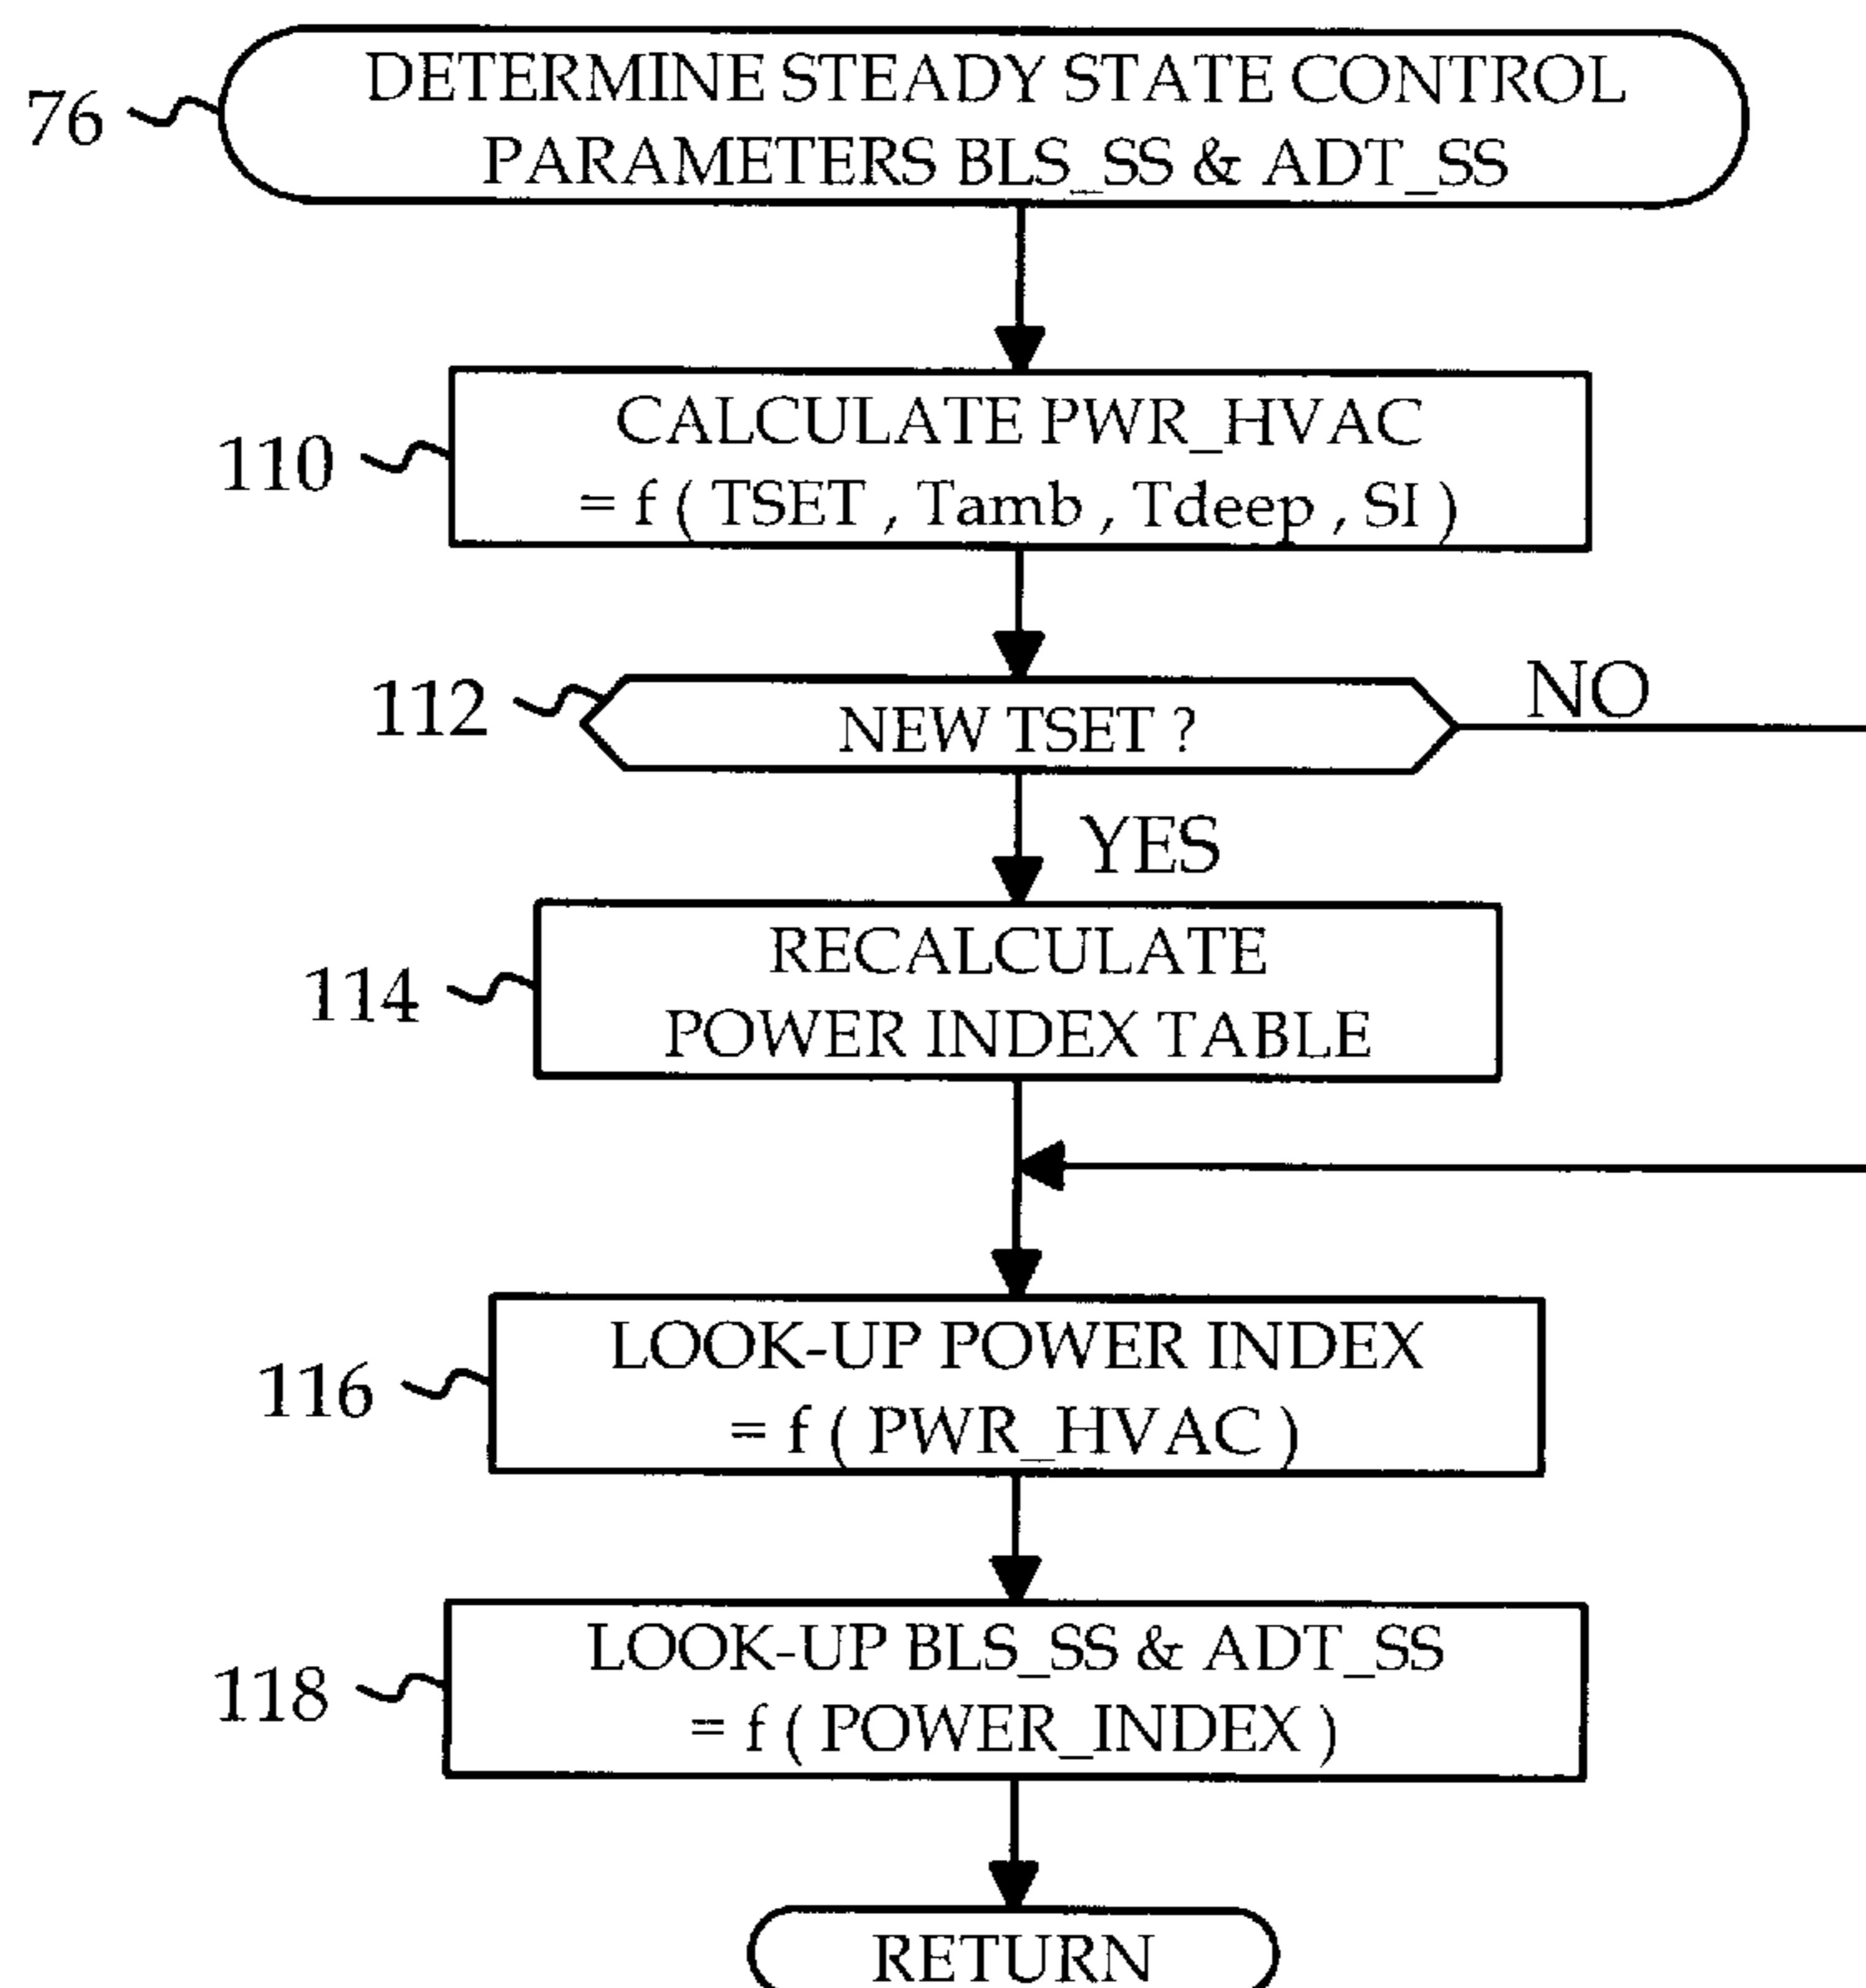 76
DETERMINE STEADY STATE CONTROL
PARAMETERS BLS_SS & ADT_SS
110
CALCULATE PWR_HVAC
= f ( TSET , Tamb , Tdeep , SI )
112
NEW TSET ?
NO
YES
114
RECALCULATE
POWER INDEX TABLE
116
LOOK-UP POWER INDEX
= f ( PWR_HVAC )
118
LOOK-UP BLS_SS & ADT_SS
= f ( POWER_INDEX )
RETURN